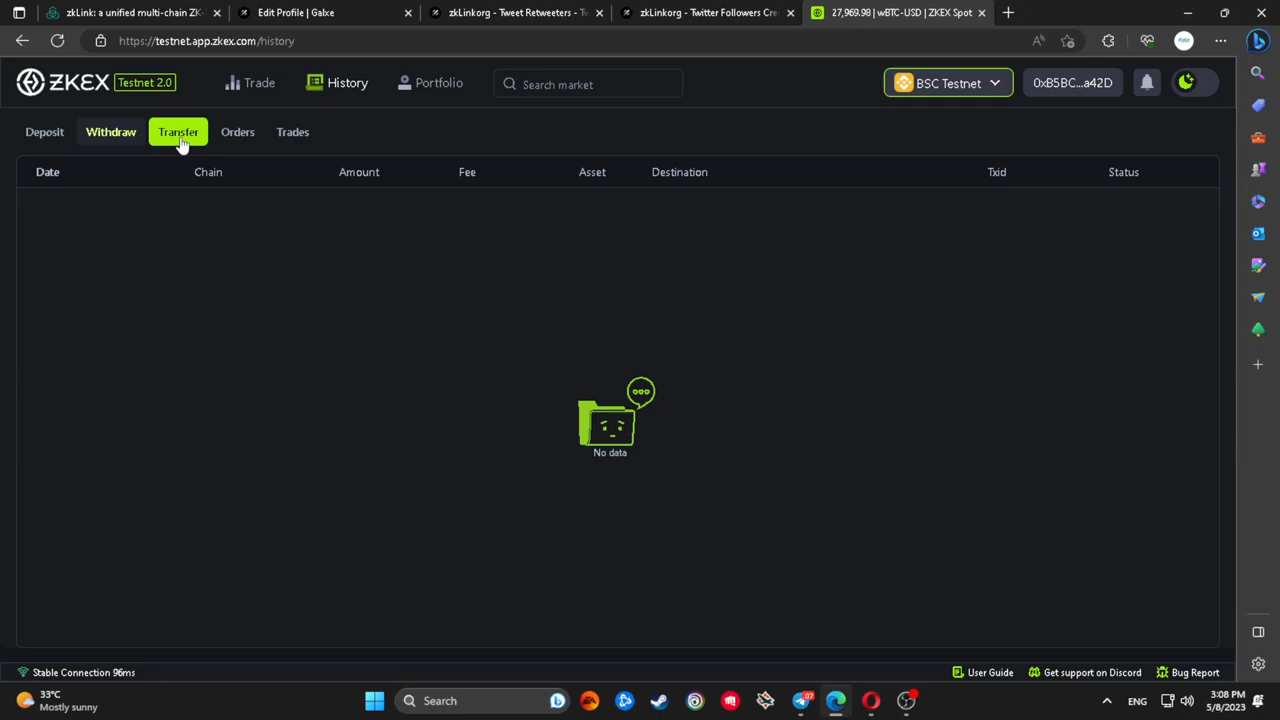 zkLink: a unified multi-chain ZK-
Edit Profile | Galxe
zkLinkorg - Tweet Retweeters - Tw
zkLinkorg - Twitter Followers Cre
27,969.98 | wBTC-USD | ZKEX Spot
https://testnet.app.zkex.com/history
ZKEX Testnet 2.0
Trade
History
Portfolio
Search market
BSC Testnet
0xB5BC...a42D
Deposit
Withdraw
Transfer
Orders
Trades
Date
Chain
Amount
Fee
Asset
Destination
Txid
Status
No data
Stable Connection 96ms
User Guide
Get support on Discord
Bug Report
33°C
Mostly sunny
Search
EA
07
ENG
3:08 PM
5/8/2023